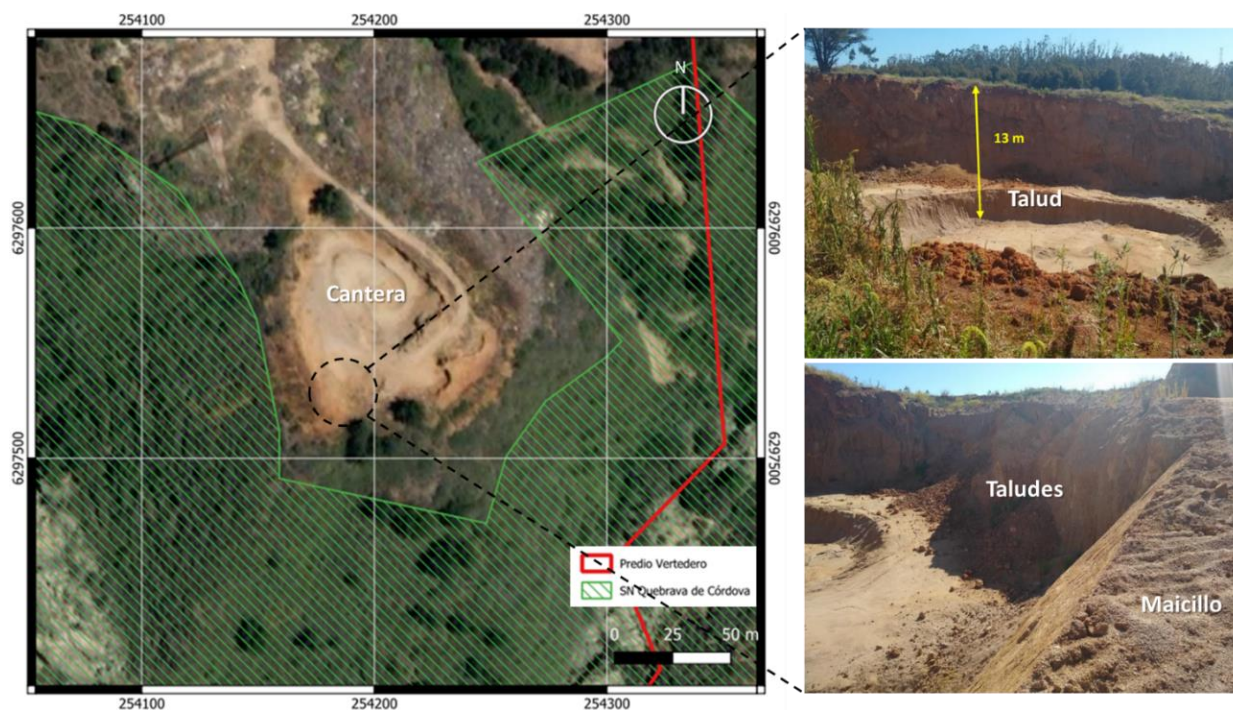 254100
254200
254300
N
6297600
6297600
Cantera
6297500
6297500
Predio Vertedero
SN Quebrava de Córdova
0 25 50 m
254100
254200
254300
13 m
Talud
Taludes
Maicillo